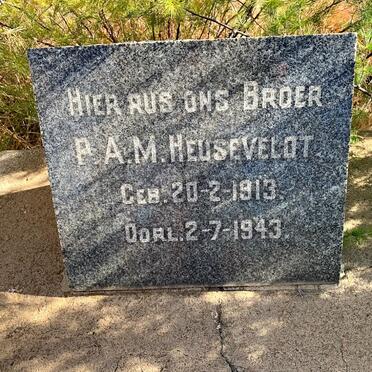 HIER RUS ONS BROER
P.A.M. HEUSEVELDT.
GEB. 20-2-1913.
OORL. 2-7-1943.